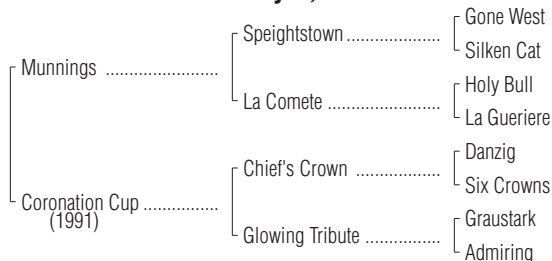 Gone West
Speightstown ....................
Silken Cat
Munnings ............................
Holy Bull
La Comete ............................
La Gueriere
Danzig
Chief's Crown .....................
Six Crowns
Coronation Cup ..................
(1991)
Graustark
Glowing Tribute ..................
Admiring